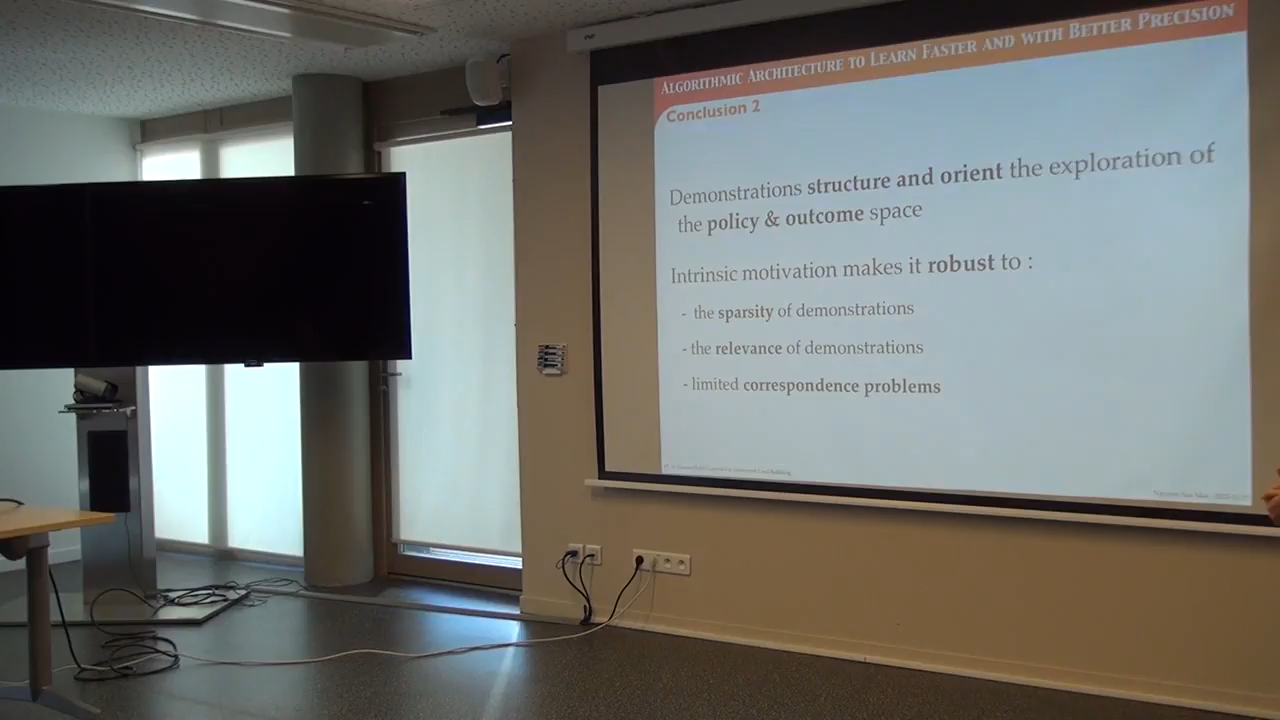 ALGORITHMIC ARCHITECTURE TO LEARN FASTER AND WITH BETTER PRECISION
Conclusion 2
Demonstrations structure and orient the exploration of
the policy & outcome space
Intrinsic motivation makes it robust to :
- the sparsity of demonstrations
- the relevance of demonstrations
- limited correspondence problems